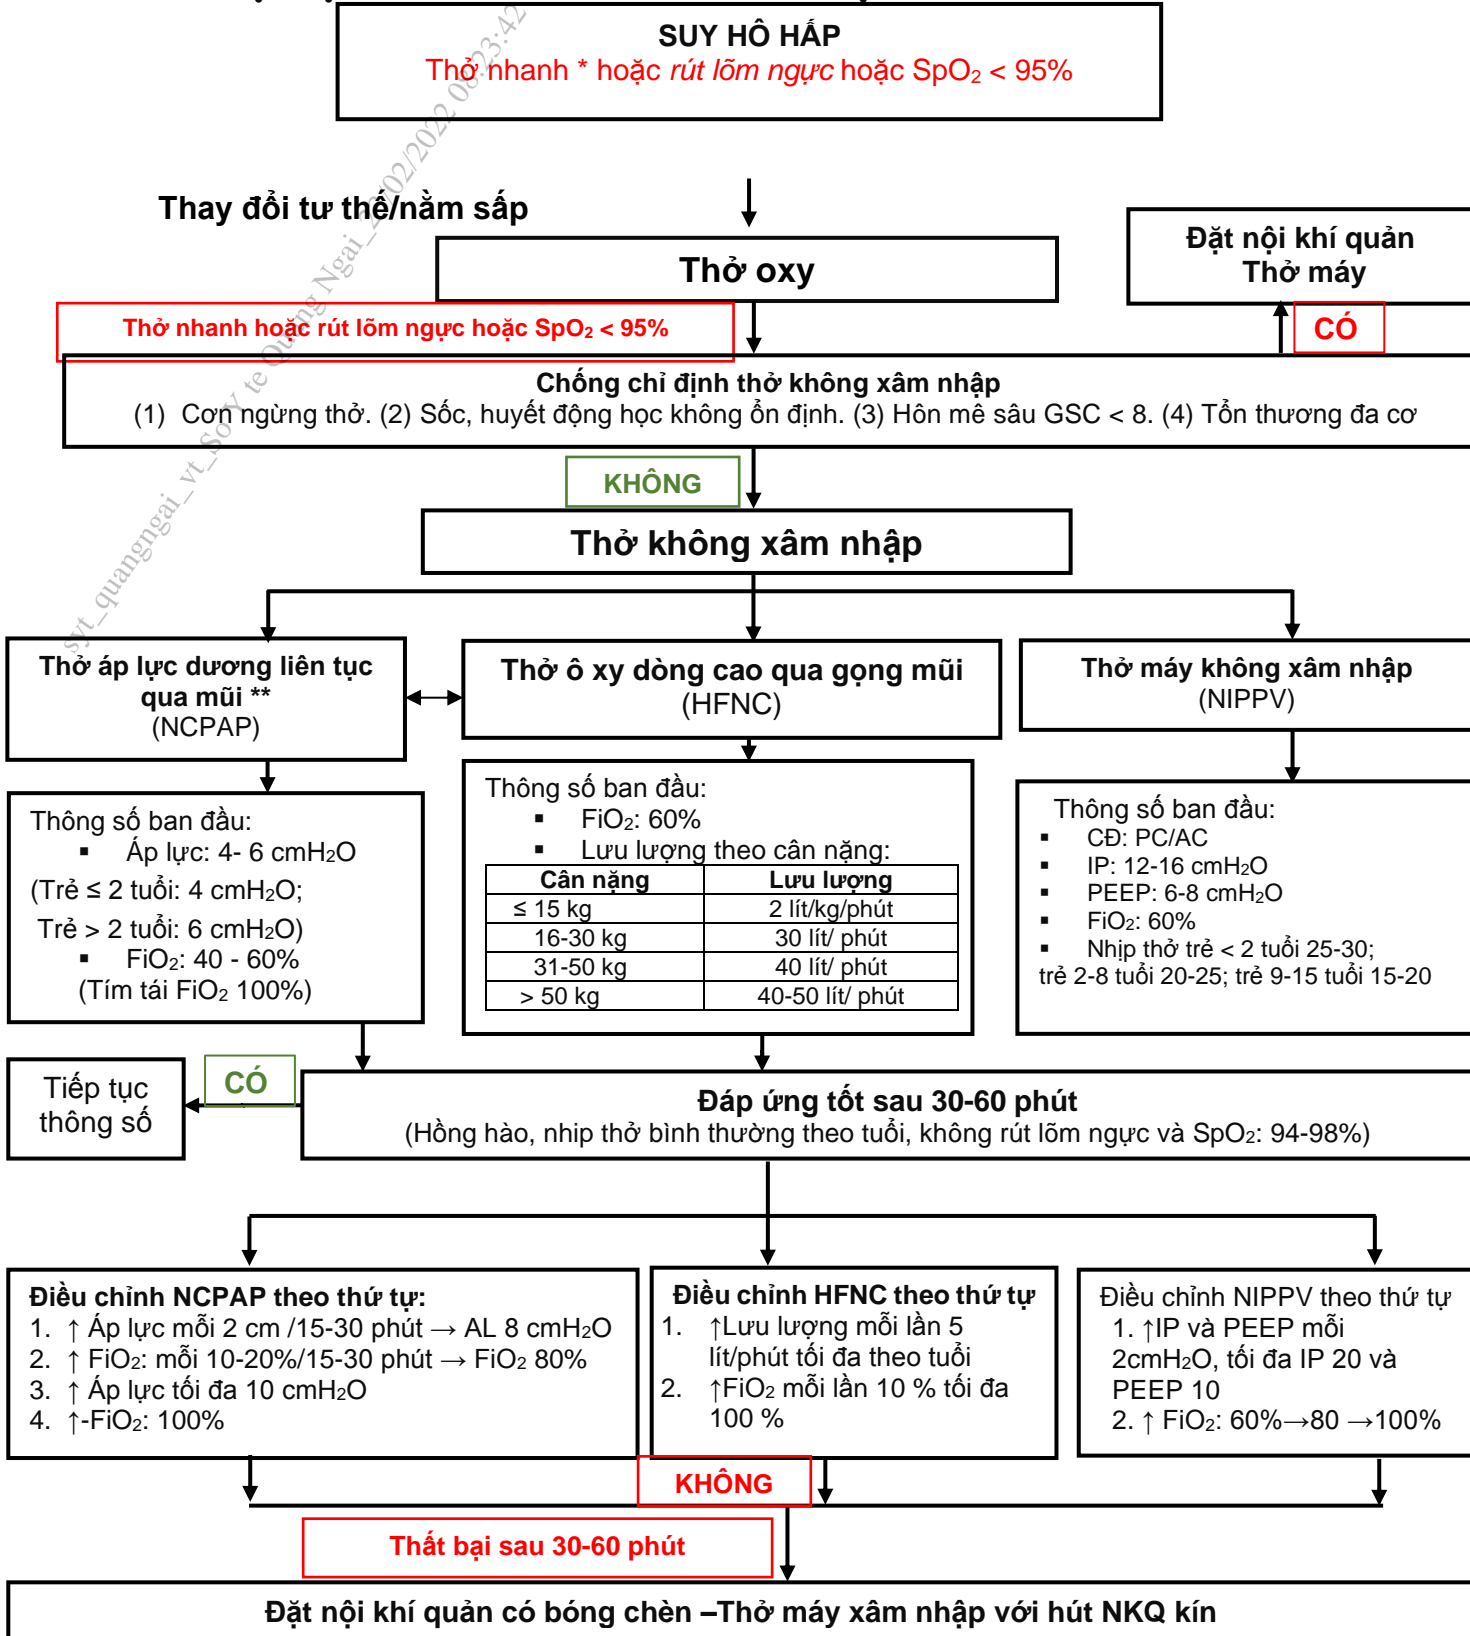 SUY HÔ HẤP
Thở nhanh * hoặc rút lõm ngực hoặc SpO₂ < 95%
Thay đổi tư thế/nằm sấp
Thở oxy
Đặt nội khí quản
Thở máy
Thở nhanh hoặc rút lõm ngực hoặc SpO₂ < 95%
CÓ
Chống chỉ định thở không xâm nhập
(1) Cơn ngừng thở. (2) Sốc, huyết động học không ổn định. (3) Hôn mê sâu GSC < 8. (4) Tổn thương đa cơ
KHÔNG
Thở không xâm nhập
Thở áp lực dương liên tục
qua mũi **
(NCPAP)
Thở ô xy dòng cao qua gọng mũi
(HFNC)
Thở máy không xâm nhập
(NIPPV)
Thông số ban đầu:
▪ Áp lực: 4- 6 cmH₂O
(Trẻ ≤ 2 tuổi: 4 cmH₂O;
Trẻ > 2 tuổi: 6 cmH₂O)
▪ FiO₂: 40 - 60%
(Tím tái FiO₂ 100%)
Thông số ban đầu:
▪ FiO₂: 60%
▪ Lưu lượng theo cân nặng:
Cân nặng Lưu lượng
≤ 15 kg 2 lít/kg/phút
16-30 kg 30 lít/ phút
31-50 kg 40 lít/ phút
> 50 kg 40-50 lít/ phút
Thông số ban đầu:
▪ CĐ: PC/AC
▪ IP: 12-16 cmH₂O
▪ PEEP: 6-8 cmH₂O
▪ FiO₂: 60%
▪ Nhịp thở trẻ < 2 tuổi 25-30;
trẻ 2-8 tuổi 20-25; trẻ 9-15 tuổi 15-20
Tiếp tục
thông số
CÓ
Đáp ứng tốt sau 30-60 phút
(Hồng hào, nhip thở bình thường theo tuổi, không rút lõm ngực và SpO₂: 94-98%)
Điều chỉnh NCPAP theo thứ tự:
1. ↑ Áp lực mỗi 2 cm /15-30 phút → AL 8 cmH₂O
2. ↑ FiO₂: mỗi 10-20%/15-30 phút → FiO₂ 80%
3. ↑ Áp lực tối đa 10 cmH₂O
4. ↑-FiO₂: 100%
Điều chỉnh HFNC theo thứ tự
1. ↑Lưu lượng mỗi lần 5
lít/phút tối đa theo tuổi
2. ↑FiO₂ mỗi lần 10 % tối đa
100 %
Điều chỉnh NIPPV theo thứ tự
1. ↑IP và PEEP mỗi
2cmH₂O, tối đa IP 20 và
PEEP 10
2. ↑ FiO₂: 60%→80 →100%
KHÔNG
Thất bại sau 30-60 phút
Đặt nội khí quản có bóng chèn –Thở máy xâm nhập với hút NKQ kín
syt_quangngai_vt_So Y te Quang Ngai_22/02/2022 08:23:42